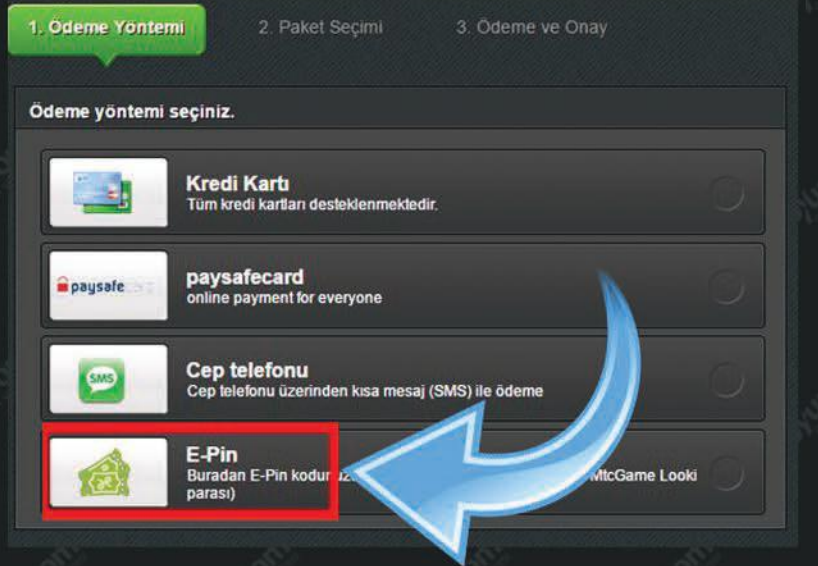 1. Ödeme Yöntemi 2. Paket Seçimi 3. Ödeme ve Onay
Ödeme yöntemi seçiniz.
Kredi Kartı
Tüm kredi kartları desteklenmektedir.
paysafe
paysafecard
online payment for everyone
SMS
Cep telefonu
Cep telefonu üzerinden kısa mesaj (SMS) ile ödeme
E-Pin
Buradan E-Pin MtcGame Looki
parası)